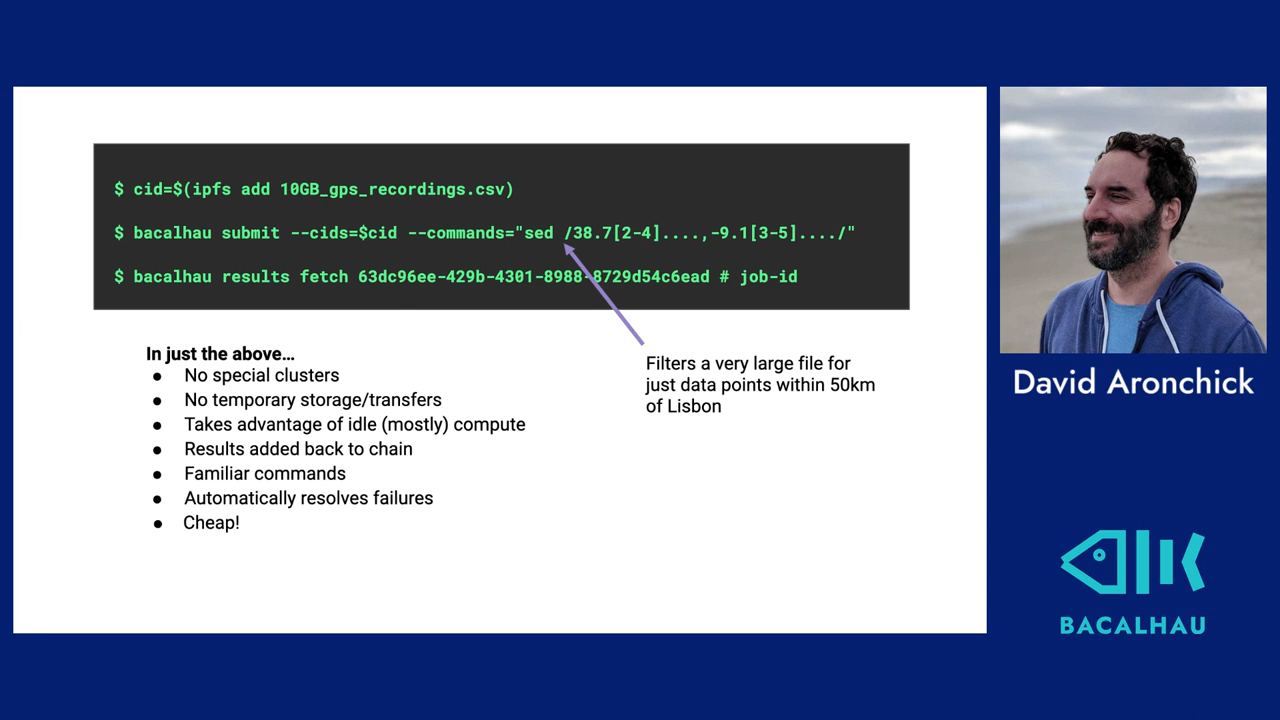 $ cid=$(ipfs add 10GB_gps_recordings.csv)
$ bacalhau submit --cids=$cid --commands="sed /38.7[2-4]....,-9.1[3-5]..../"
$ bacalhau results fetch 63dc96ee-429b-4301-8988-8729d54c6ead # job-id
In just the above…
● No special clusters
● No temporary storage/transfers
● Takes advantage of idle (mostly) compute
● Results added back to chain
● Familiar commands
● Automatically resolves failures
● Cheap!
Filters a very large file for
just data points within 50km
of Lisbon
David Aronchick
BACALHAU